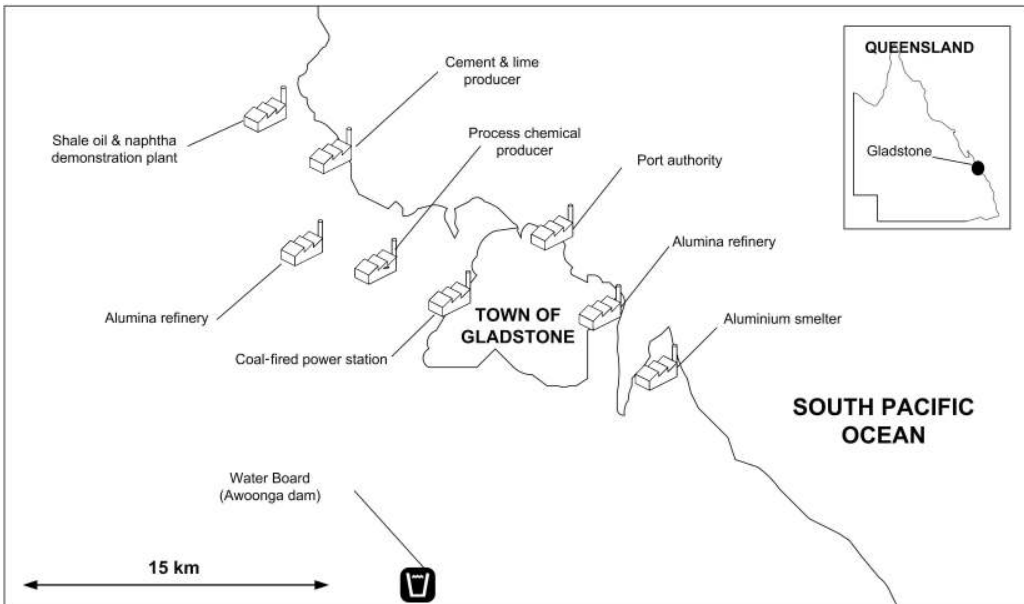 Cement & lime
producer
QUEENSLAND
Shale oil & naphtha
demonstration plant
Process chemical
producer
Port authority
Gladstone
Alumina refinery
Alumina refinery
TOWN OF
GLADSTONE
Aluminium smelter
Coal-fired power station
SOUTH PACIFIC
OCEAN
Water Board
(Awoonga dam)
15 km